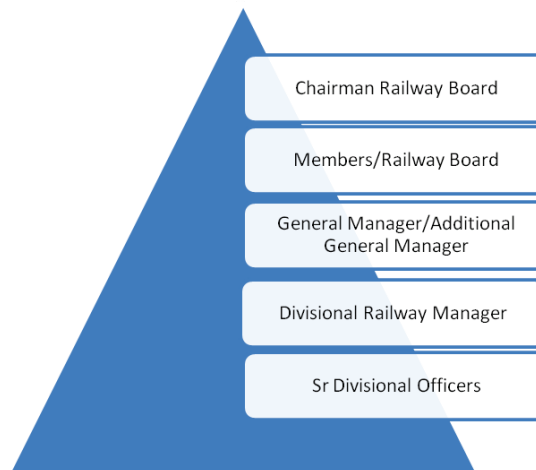 Chairman Railway Board
Members/Railway Board
General Manager/Additional
General Manager
Divisional Railway Manager
Sr Divisional Officers